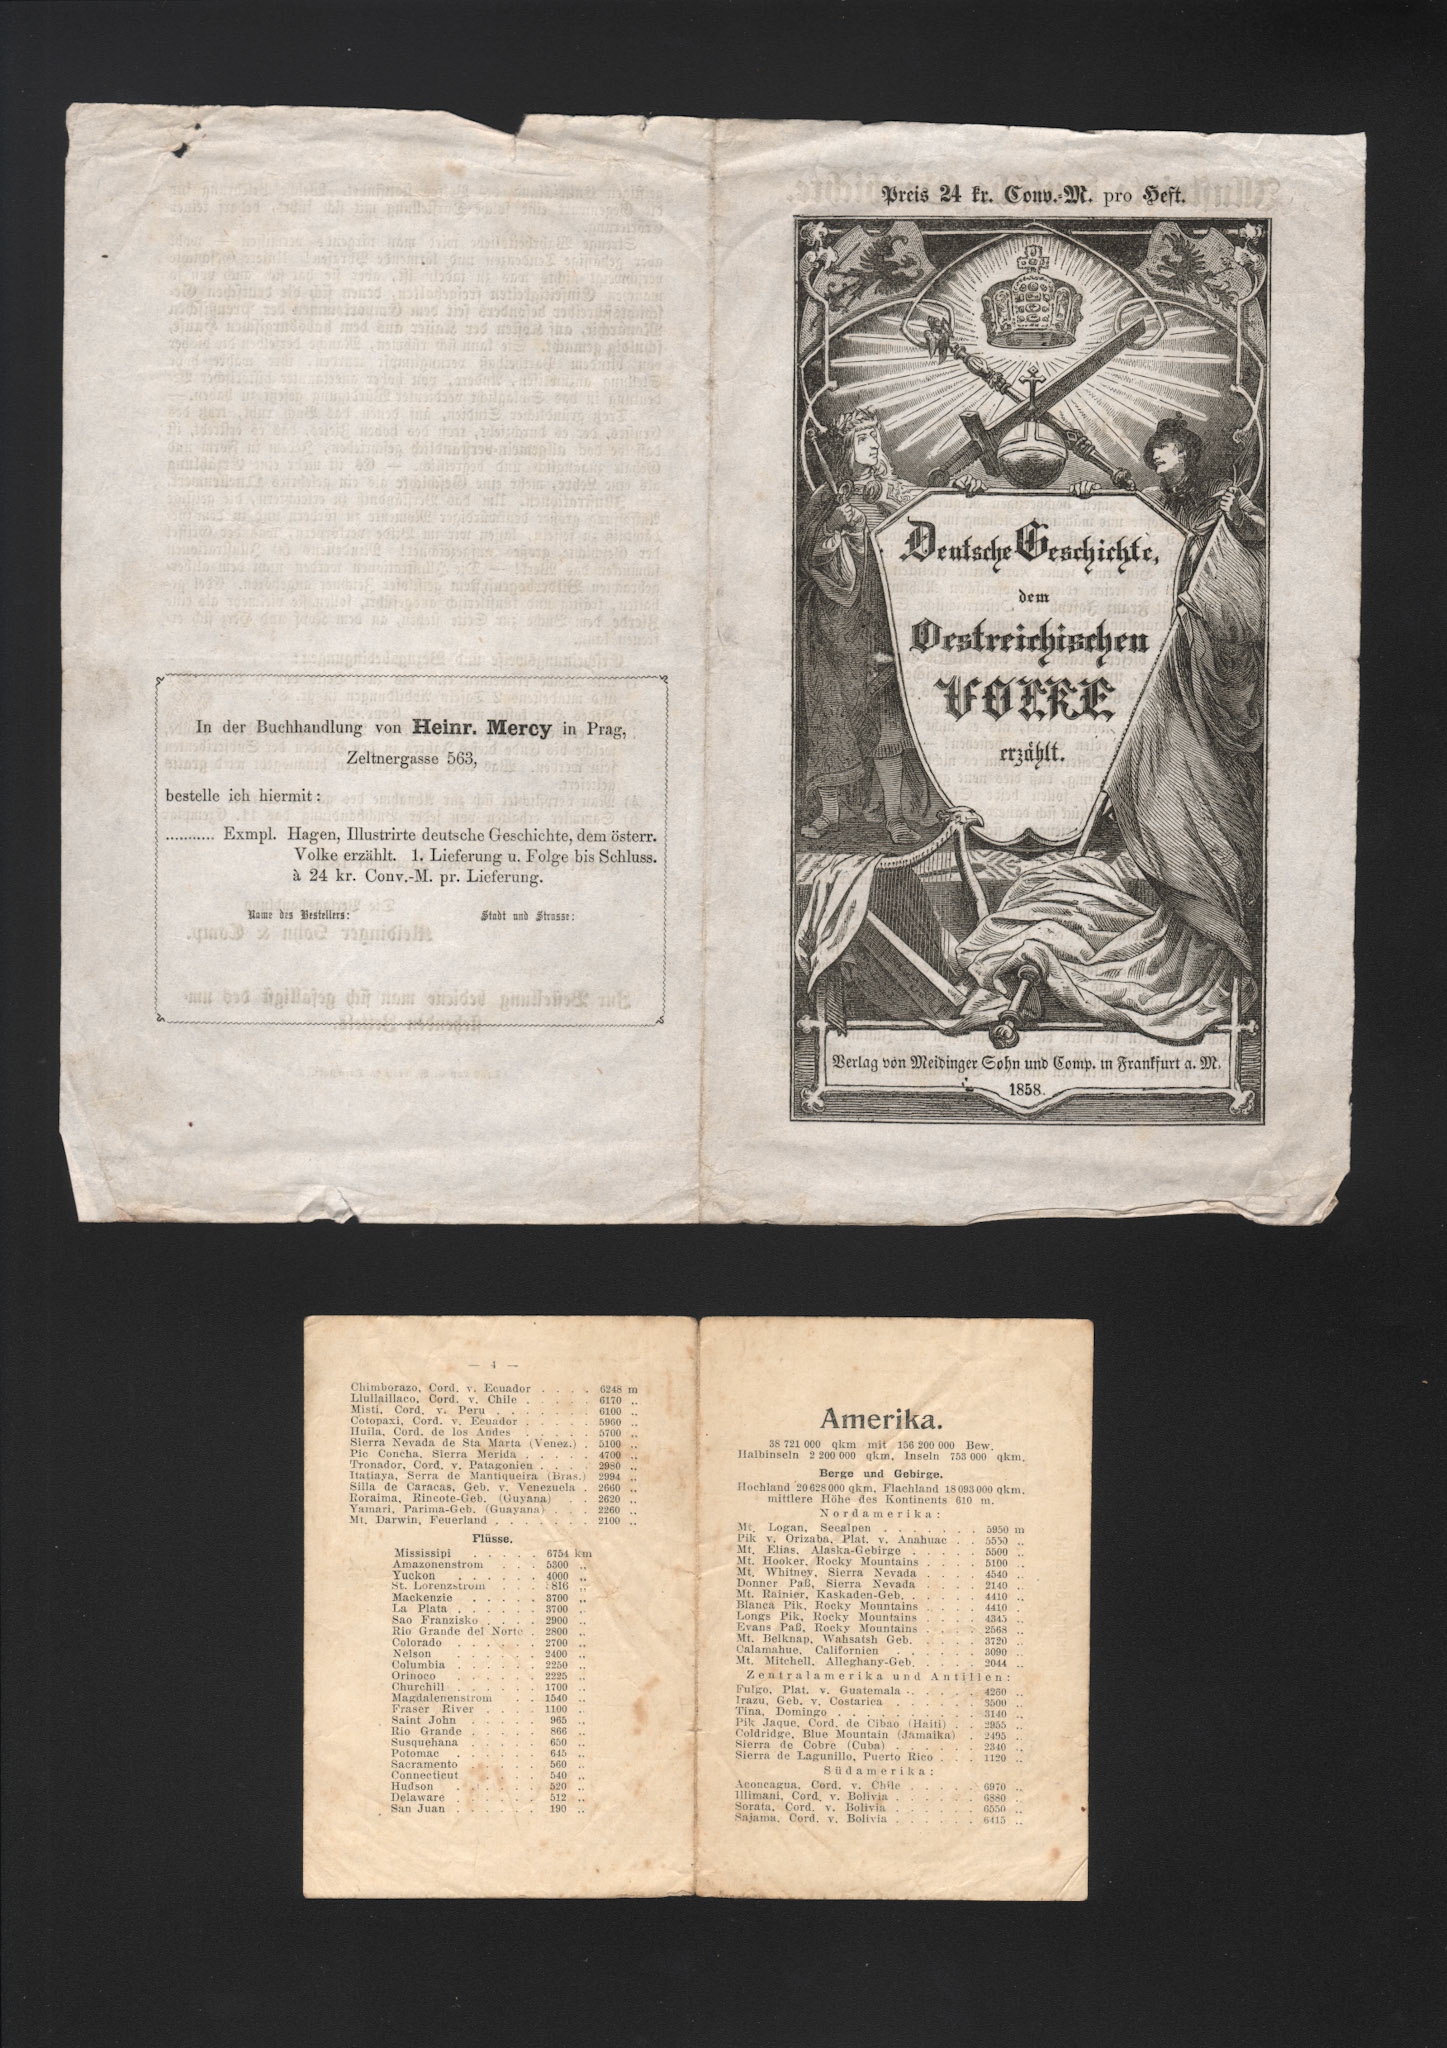 Preis 24 kr. Conv.-M. pro Heft.
Deutsche Geschichte,
dem
Oestreichischen
VOLKE
erzählt.
Verlag von Meidinger Sohn und Comp. in Frankfurt a. M.
1858.
In der Buchhandlung von Heinr. Mercy in Prag,
Zeltnergasse 563,
bestelle ich hiermit:
........... Exmpl. Hagen, Illustrirte deutsche Geschichte, dem österr.
Volke erzählt. 1. Lieferung u. Folge bis Schluss.
à 24 kr. Conv.-M. pr. Lieferung.
Name des Bestellers: Stadt und Strasse:
— 4 —
Chimborazo, Cord. v. Ecuador . . . . 6248 m
Llullaillaco, Cord. v. Chile . . . . . 6170 „
Misti, Cord. v. Peru . . . . . . . 6100 „
Cotopaxi, Cord. v. Ecuador . . . . . 5960 „
Huila, Cord. de los Andes . . . . . 5700 „
Sierra Nevada de Sta Marta (Venez.) . 5100 „
Pic Concha, Sierra Merida . . . . . 4700 „
Tronador, Cord. v. Patagonien . . . . 2980 „
Itatiaya, Serra de Mantiqueira (Bras.) 2994 „
Silla de Caracas, Geb. v. Venezuela . 2660 „
Roraima, Rincote-Geb. (Guyana) . . 2620 „
Yamari, Parima-Geb. (Guayana) . . . 2260 „
Mt. Darwin, Feuerland . . . . . . . 2100 „
Flüsse.
Mississipi . . . . . 6754 km
Amazonenstrom . . . . 5300 „
Yuckon . . . . . 4000 „
St. Lorenzstrom . . . 816 „
Mackenzie . . . . 3700 „
La Plata . . . . . 3700 „
Sao Franzisko . . . . 2900 „
Rio Grande del Norte . 2800 „
Colorado . . . . . 2700 „
Nelson . . . . . 2400 „
Columbia . . . . . 2250 „
Orinoco . . . . . 2225 „
Churchill . . . . . 1700 „
Magdalenenstrom . . 1540 „
Fraser River . . . . 1100 „
Saint John . . . . . 965 „
Rio Grande . . . . . 866 „
Susquehana . . . . . 650 „
Potomac . . . . . 645 „
Sacramento . . . . . 560 „
Connecticut . . . . . 540 „
Hudson . . . . . 520 „
Delaware . . . . . 512 „
San Juan . . . . . 190 „
Amerika.
38 721 000 qkm mit 156 200 000 Bew.
Halbinseln 2 200 000 qkm, Inseln 753 000 qkm.
Berge und Gebirge.
Hochland 20 628 000 qkm, Flachland 18 093 000 qkm,
mittlere Höhe des Kontinents 610 m.
Nordamerika:
Mt. Logan, Seealpen . . . . . . . 5950 m
Pik v. Orizaba, Plat. v. Anahuac . . 5550 „
Mt. Elias, Alaska-Gebirge . . . . . 5500 „
Mt. Hooker, Rocky Mountains . . . . 5100 „
Mt. Whitney, Sierra Nevada . . . . 4540 „
Donner Paß, Sierra Nevada . . . . 2140 „
Mt. Rainier, Kaskaden-Geb. . . . . 4410 „
Blanca Pik, Rocky Mountains . . . . 4410 „
Longs Pik, Rocky Mountains . . . . 4345 „
Evans Paß, Rocky Mountains . . . . 2568 „
Mt. Belknap, Wahsatsh Geb. . . . . 3720 „
Calamahue, Californien . . . . . 3090 „
Mt. Mitchell, Alleghany-Geb. . . . . 2044 „
Zentralamerika und Antillen:
Fulgo, Plat. v. Guatemala . . . . . 4260 „
Irazu, Geb. v. Costarica . . . . . 3500 „
Tina, Domingo . . . . . . . . . 3140 „
Pik Jaque, Cord. de Cibao (Haiti) . . 2955 „
Coldridge, Blue Mountain (Jamaika) . 2495 „
Sierra de Cobre (Cuba) . . . . . 2340 „
Sierra de Lagunillo, Puerto Rico . . . 1120 „
Südamerika:
Aconcagua, Cord. v. Chile . . . . . 6970 „
Illimani, Cord. v. Bolivia . . . . . 6880 „
Sorata, Cord. v. Bolivia . . . . . 6550 „
Sajama, Cord. v. Bolivia . . . . . 6415 „